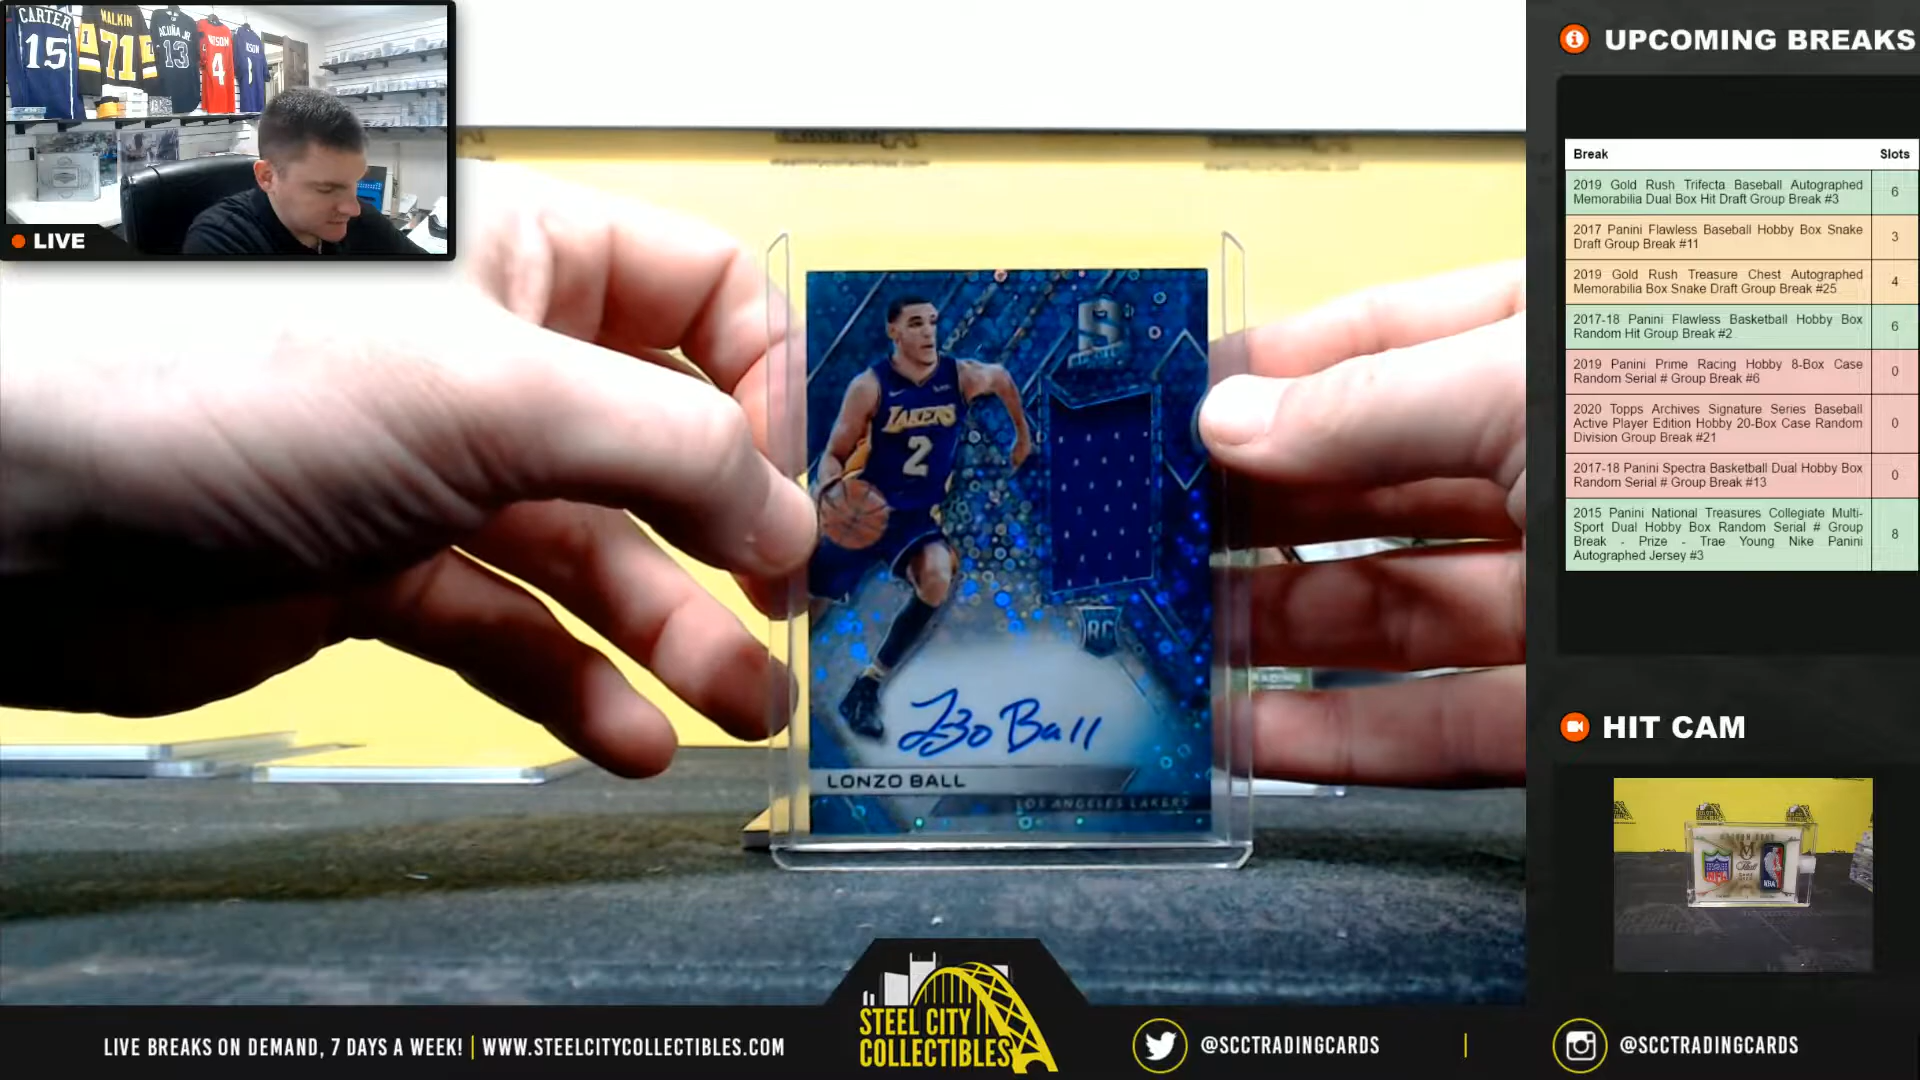 CARTER
15
MALKIN
71
ACUÑA JR
13
4
LIVE
LAKERS
2
S
RC
LZo Ball
LONZO BALL
LOS ANGELES LAKERS
UPCOMING BREAKS
Break Slots
2019 Gold Rush Trifecta Baseball Autographed 6
Memorabilia Dual Box Hit Draft Group Break #3
2017 Panini Flawless Baseball Hobby Box Snake 3
Draft Group Break #11
2019 Gold Rush Treasure Chest Autographed 4
Memorabilia Box Snake Draft Group Break #25
2017-18 Panini Flawless Basketball Hobby Box 6
Random Hit Group Break #2
2019 Panini Prime Racing Hobby 8-Box Case 0
Random Serial # Group Break #6
2020 Topps Archives Signature Series Baseball
Active Player Edition Hobby 20-Box Case Random 0
Division Group Break #21
2017-18 Panini Spectra Basketball Dual Hobby Box 0
Random Serial # Group Break #13
2015 Panini National Treasures Collegiate Multi-
Sport Dual Hobby Box Random Serial # Group
Break - Prize - Trae Young Nike Panini 8
Autographed Jersey #3
HIT CAM
NFL
NBA
LIVE BREAKS ON DEMAND, 7 DAYS A WEEK! | WWW.STEELCITYCOLLECTIBLES.COM
STEEL CITY
COLLECTIBLES
@SCCTRADINGCARDS | @SCCTRADINGCARDS